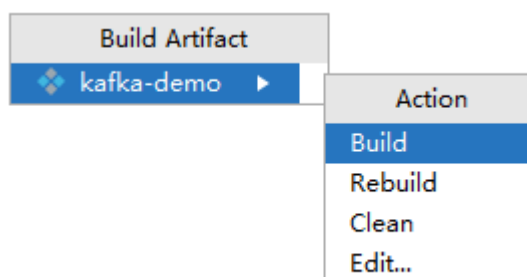 Build Artifact
kafka-demo
Action
Build
Rebuild
Clean
Edit...